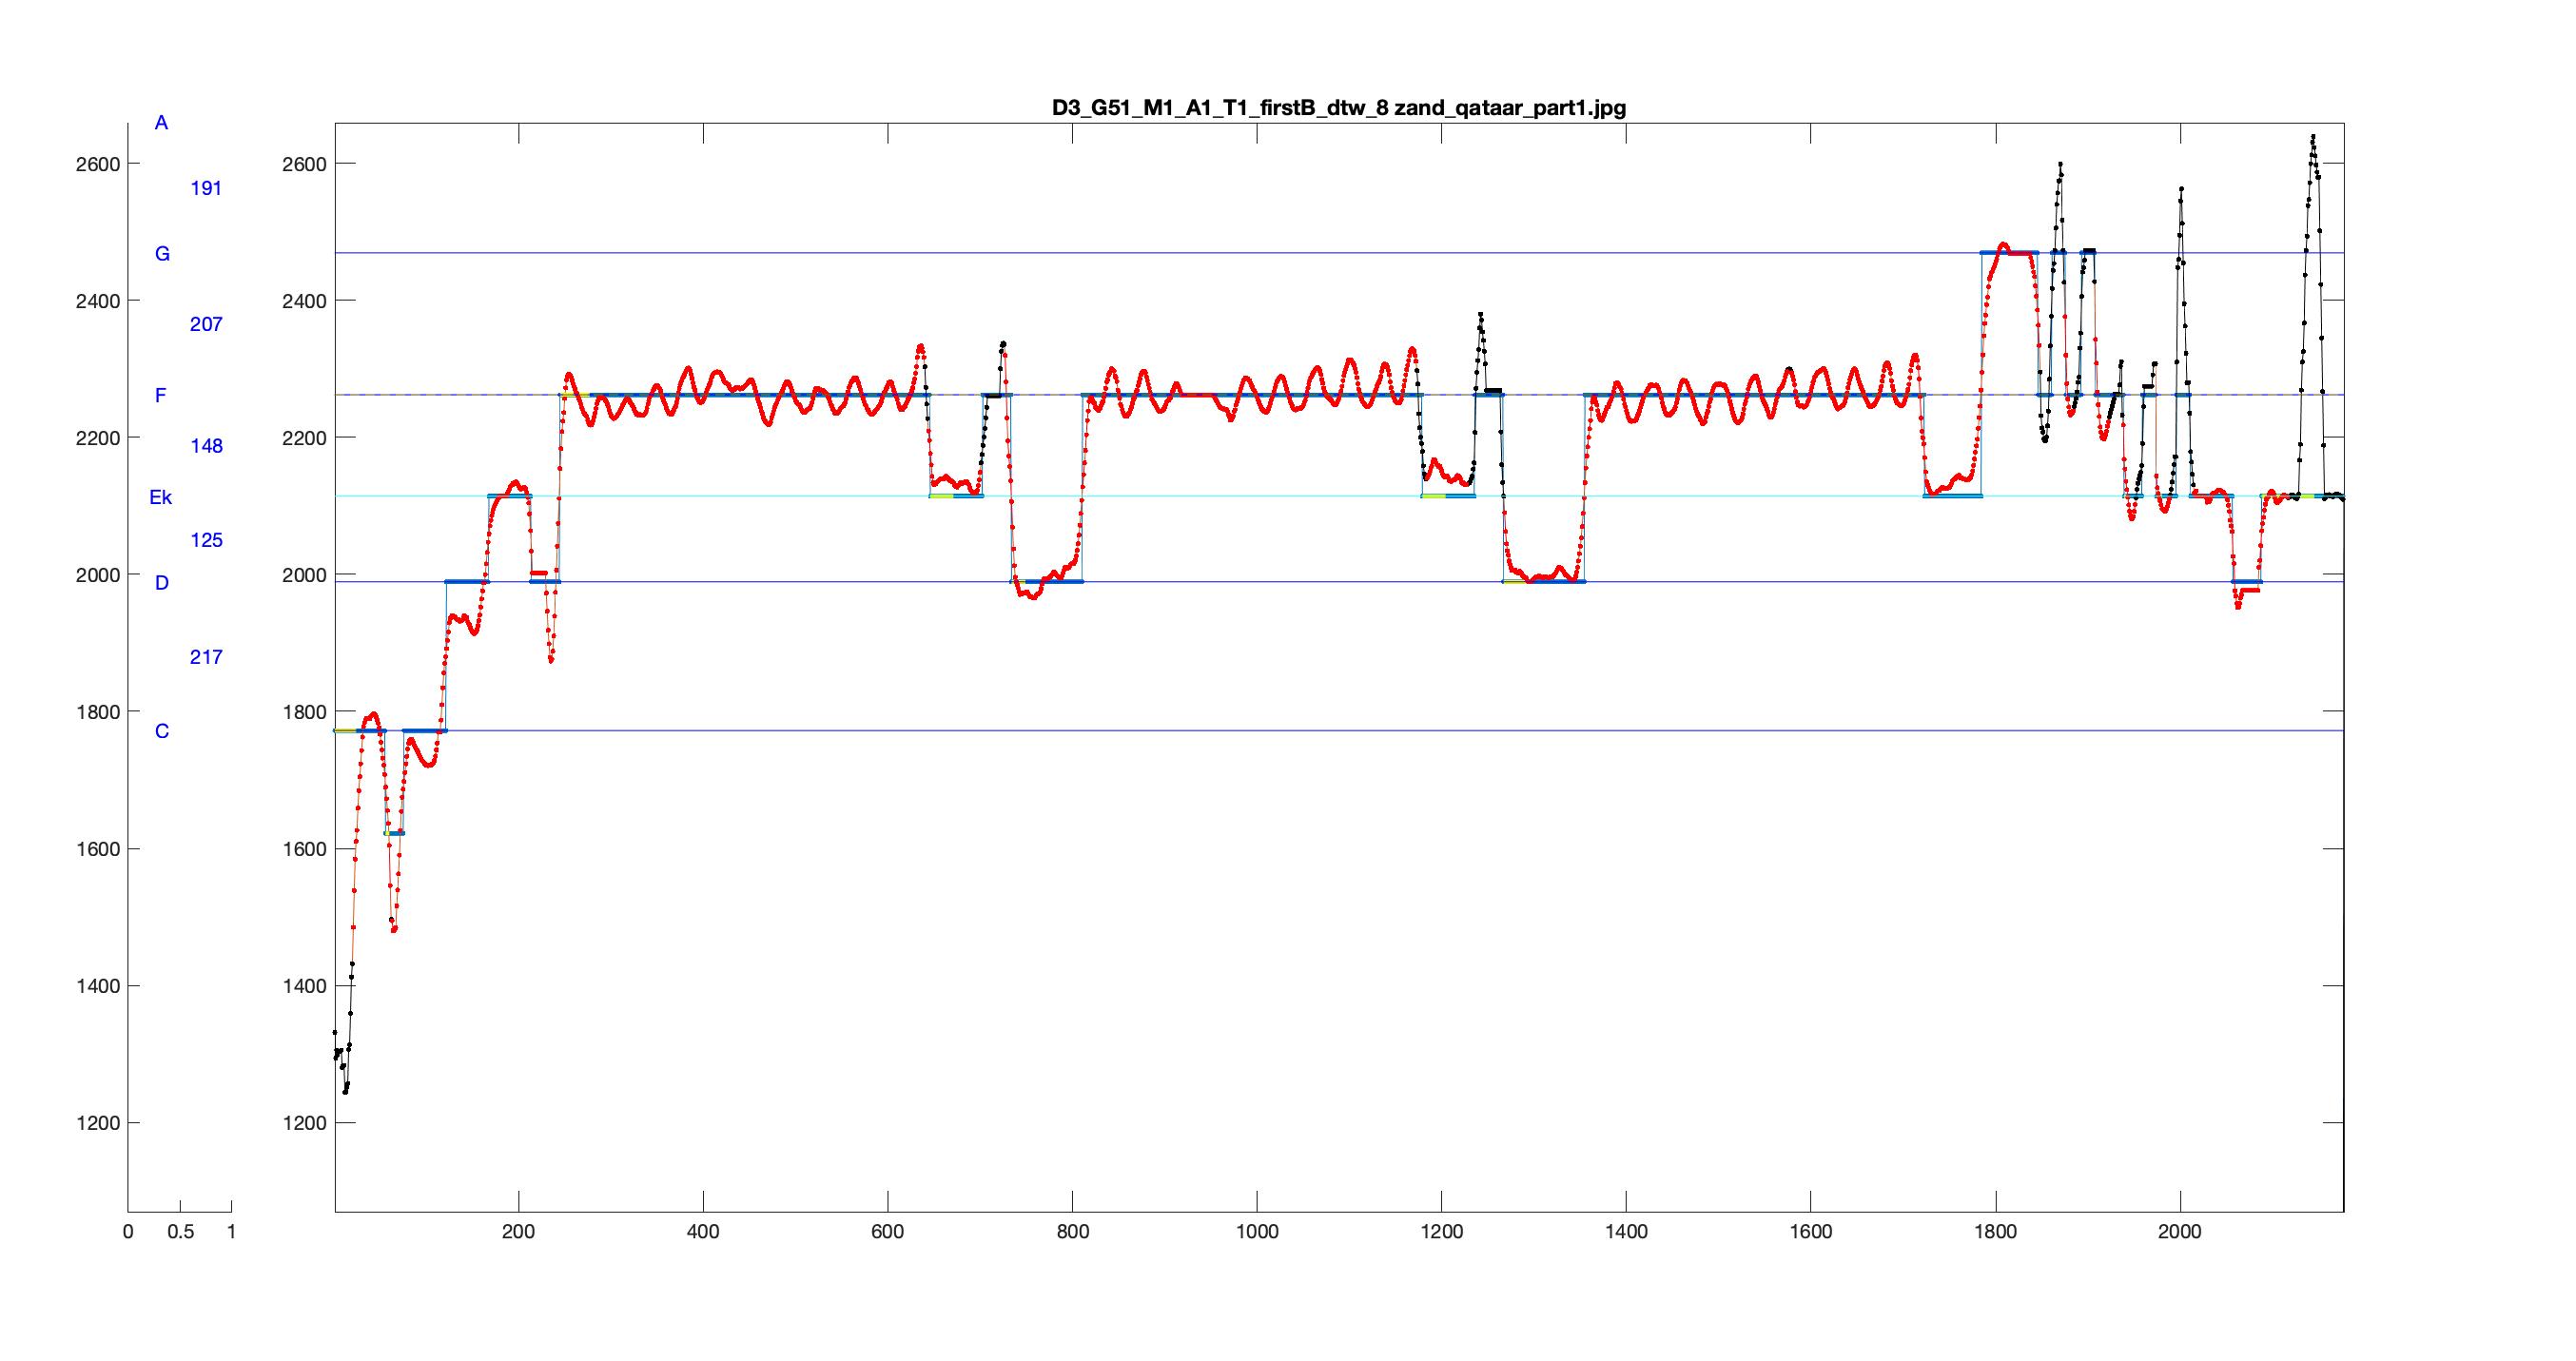 D3_G51_M1_A1_T1_firstB_dtw_8 zand_qataar_part1.jpg
A
2600 2600
191
G
2400 2400
207
F
2200 148 2200
Ek
125
2000 D 2000
217
1800 1800
C
1600 1600
1400 1400
1200 1200
0 0.5 1 200 400 600 800 1000 1200 1400 1600 1800 2000